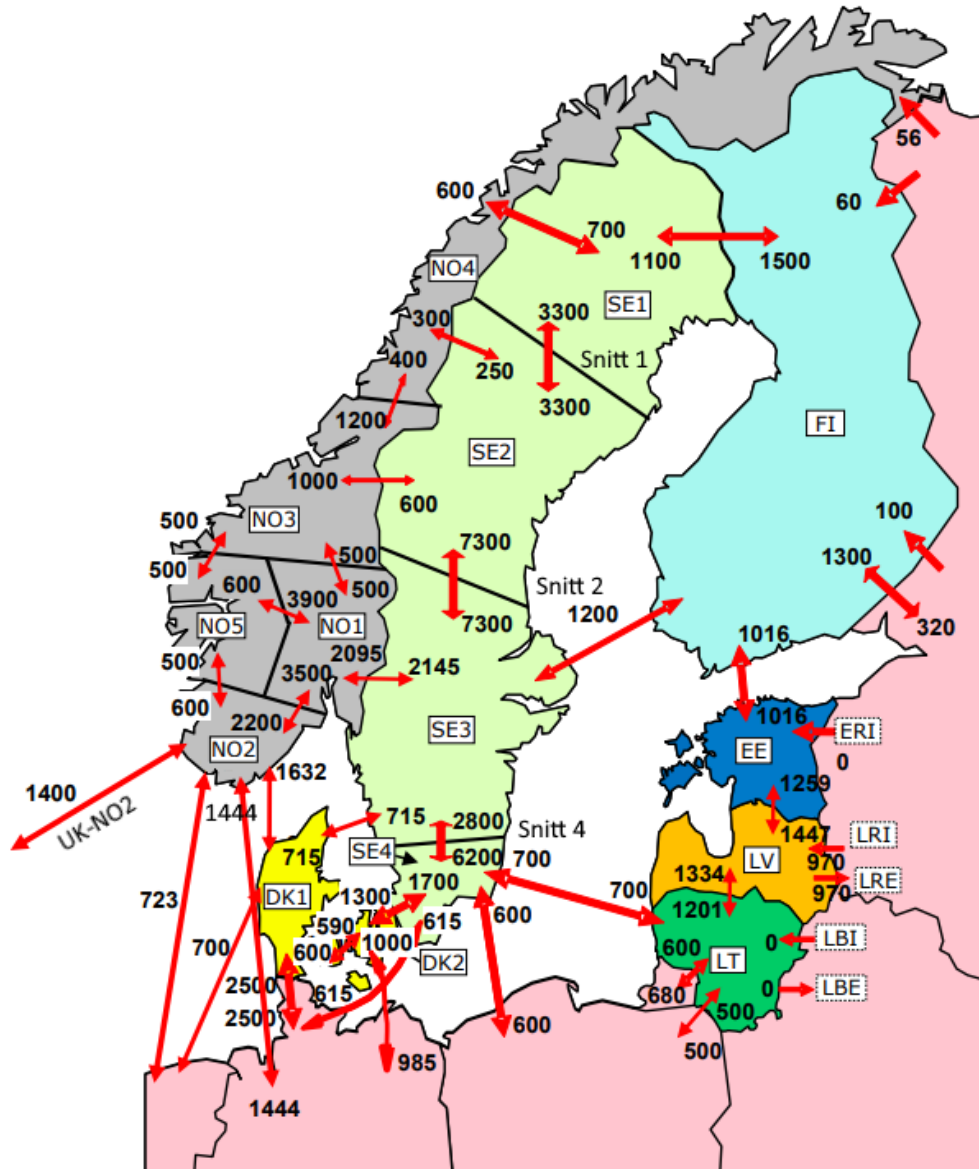 56
600
60
700
NO4
1100
1500
SE1
300
3300
Snitt 1
400
250
3300
1200
FI
SE2
1000
600
500
NO3
100
7300
500
1300
500
Snitt 2
600
500
1200
3900
NO5
NO1
7300
320
1016
500
2095
2145
3500
600
2200
1016
SE3
ERI
NO2
EE
0
1632
1400
1259
UK-NO2
1444
715
2800
Snitt 4
1447
LRI
715
SE4
6200
700
LV
970
1334
LRE
DK1
1300
1700
700
970
723
590
615
600
1201
LBI
700
600
1000
600
0
DK2
LT
2500
615
680
0
LBE
2500
600
500
985
500
1444